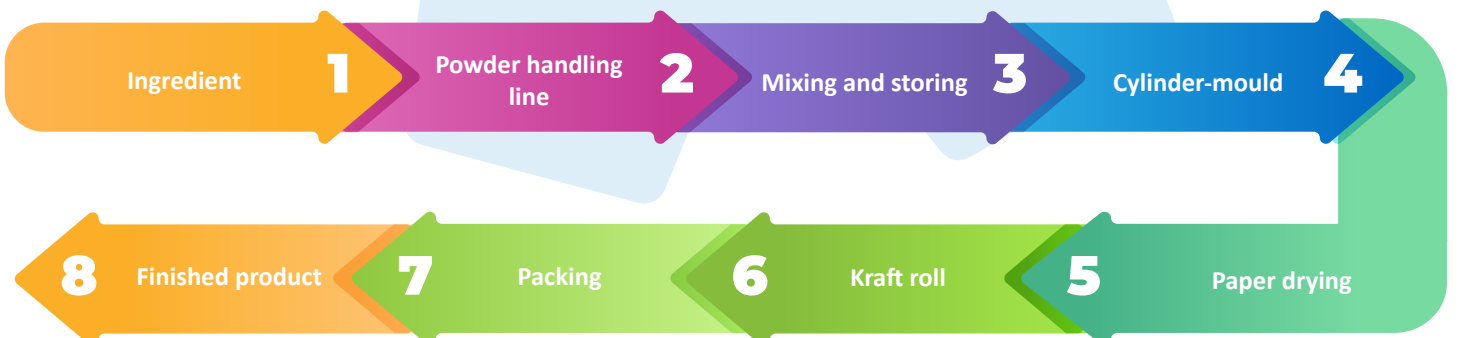 Ingredient 1
Powder handling
line
2
Mixing and storing 3
Cylinder-mould 4
5 Paper drying
6 Kraft roll
7 Packing
8 Finished product